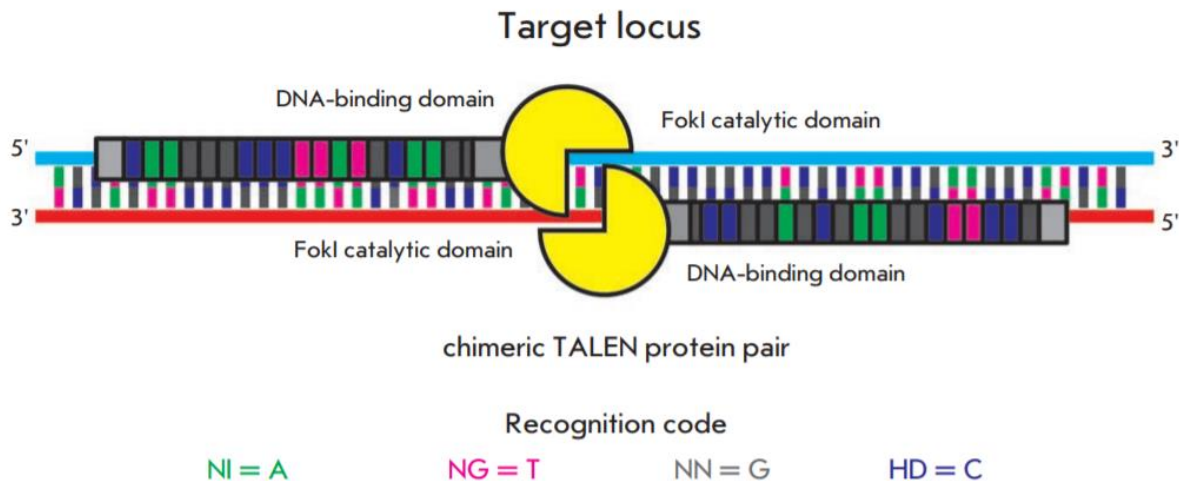 Target locus
DNA-binding domain
FokI catalytic domain
5'
3'
3'
5'
FokI catalytic domain
DNA-binding domain
chimeric TALEN protein pair
Recognition code
NI = A NG = T NN = G HD = C